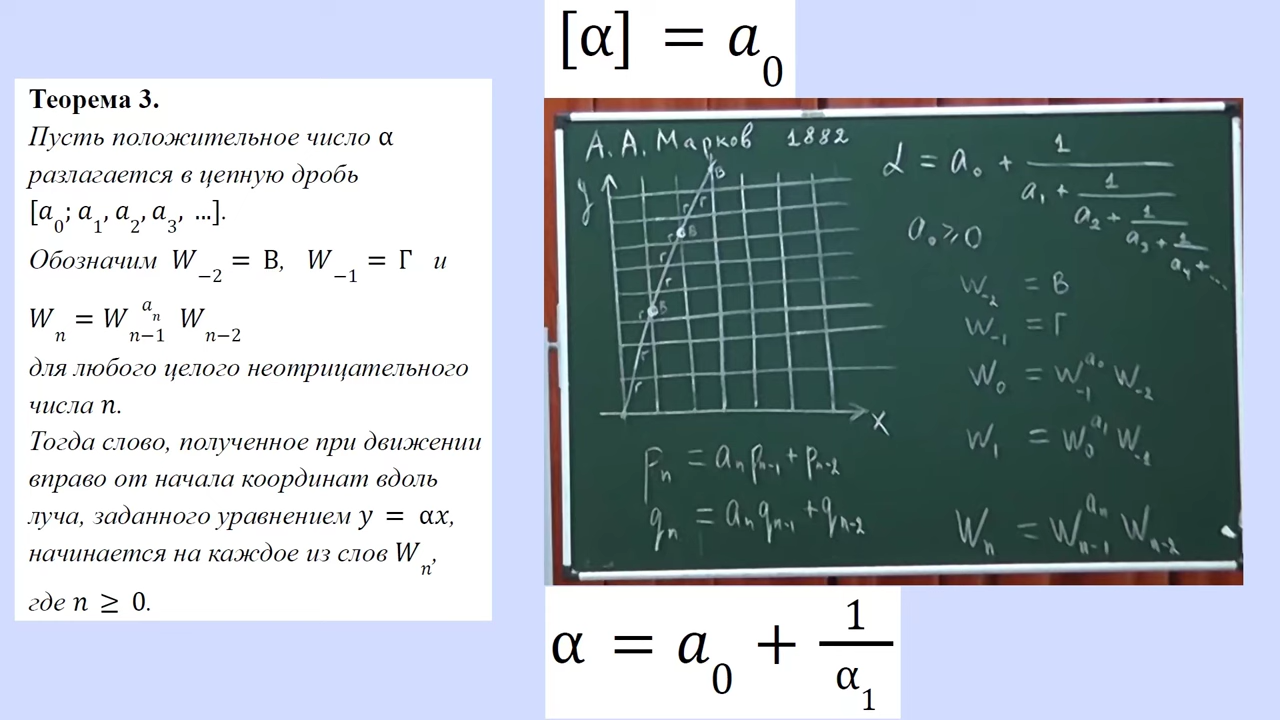 Теорема 3.
Пусть положительное число α
разлагается в цепную дробь
[a₀; a₁, a₂, a₃, ...].
Обозначим W₋₂ = В, W₋₁ = Г и
Wₙ = Wₙ₋₁^{aₙ} Wₙ₋₂
для любого целого неотрицательного
числа n.
Тогда слово, полученное при движении
вправо от начала координат вдоль
луча, заданного уравнением y = αx,
начинается на каждое из слов Wₙ,
где n ≥ 0.
[α] = a₀
А. А. Марков 1882
y
В
г г
г В
г
г
г В
г
г
x
pₙ = aₙpₙ₋₁ + pₙ₋₂
qₙ = aₙqₙ₋₁ + qₙ₋₂
α = a₀ + 1/(a₁ + 1/(a₂ + 1/(a₃ + 1/(a₄ + ...
a₀ ⩾ 0
W₋₂ = В
W₋₁ = Г
W₀ = W₋₁^{a₀} W₋₂
W₁ = W₀^{a₁} W₋₁
Wₙ = Wₙ₋₁^{aₙ} Wₙ₋₂
α = a₀ + 1/α₁